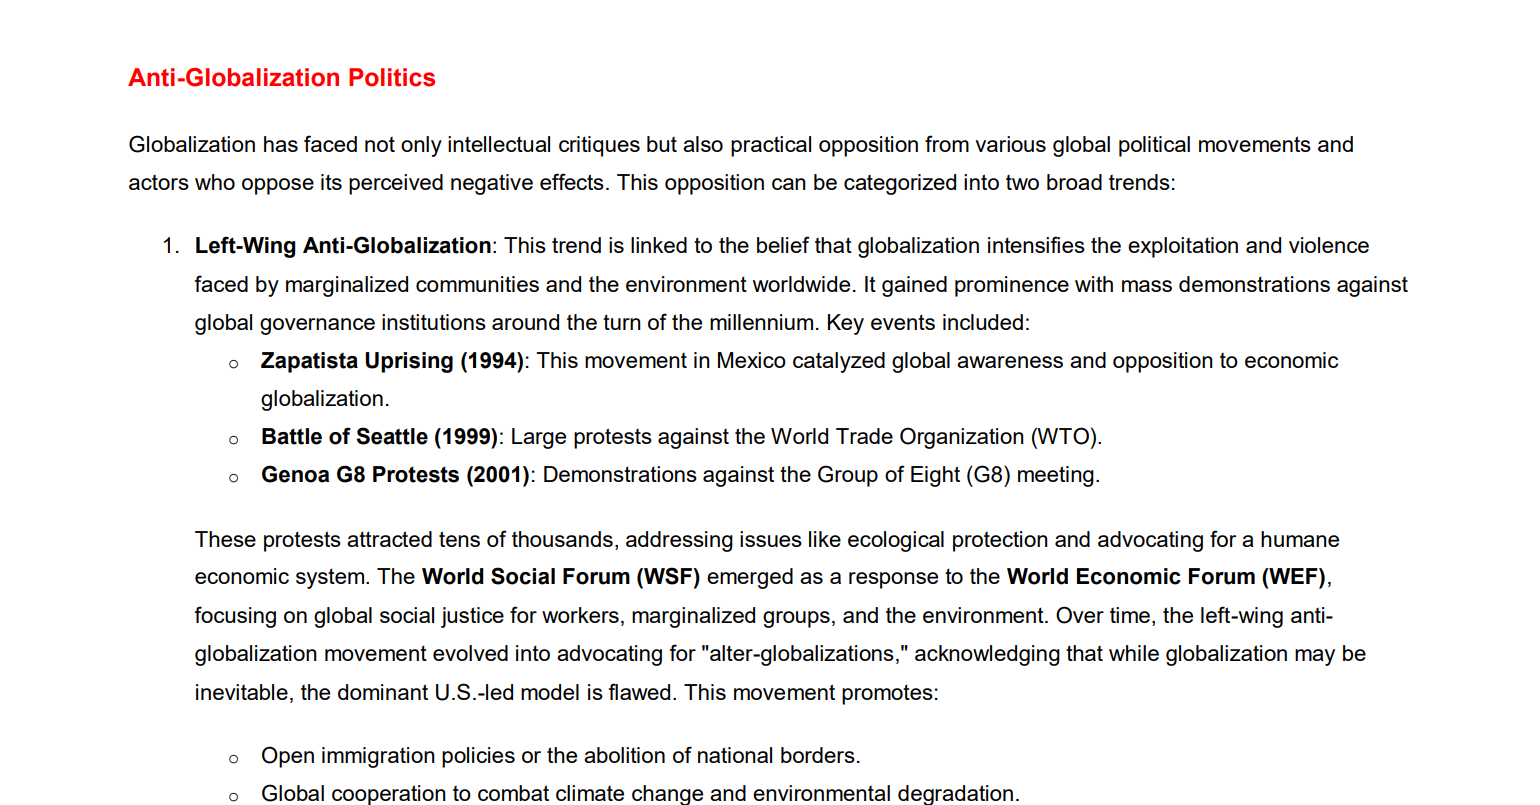 Anti-Globalization Politics
Globalization has faced not only intellectual critiques but also practical opposition from various global political movements and
actors who oppose its perceived negative effects. This opposition can be categorized into two broad trends:
1. Left-Wing Anti-Globalization: This trend is linked to the belief that globalization intensifies the exploitation and violence
faced by marginalized communities and the environment worldwide. It gained prominence with mass demonstrations against
global governance institutions around the turn of the millennium. Key events included:
○ Zapatista Uprising (1994): This movement in Mexico catalyzed global awareness and opposition to economic
globalization.
○ Battle of Seattle (1999): Large protests against the World Trade Organization (WTO).
○ Genoa G8 Protests (2001): Demonstrations against the Group of Eight (G8) meeting.
These protests attracted tens of thousands, addressing issues like ecological protection and advocating for a humane
economic system. The World Social Forum (WSF) emerged as a response to the World Economic Forum (WEF),
focusing on global social justice for workers, marginalized groups, and the environment. Over time, the left-wing anti-
globalization movement evolved into advocating for "alter-globalizations," acknowledging that while globalization may be
inevitable, the dominant U.S.-led model is flawed. This movement promotes:
○ Open immigration policies or the abolition of national borders.
○ Global cooperation to combat climate change and environmental degradation.